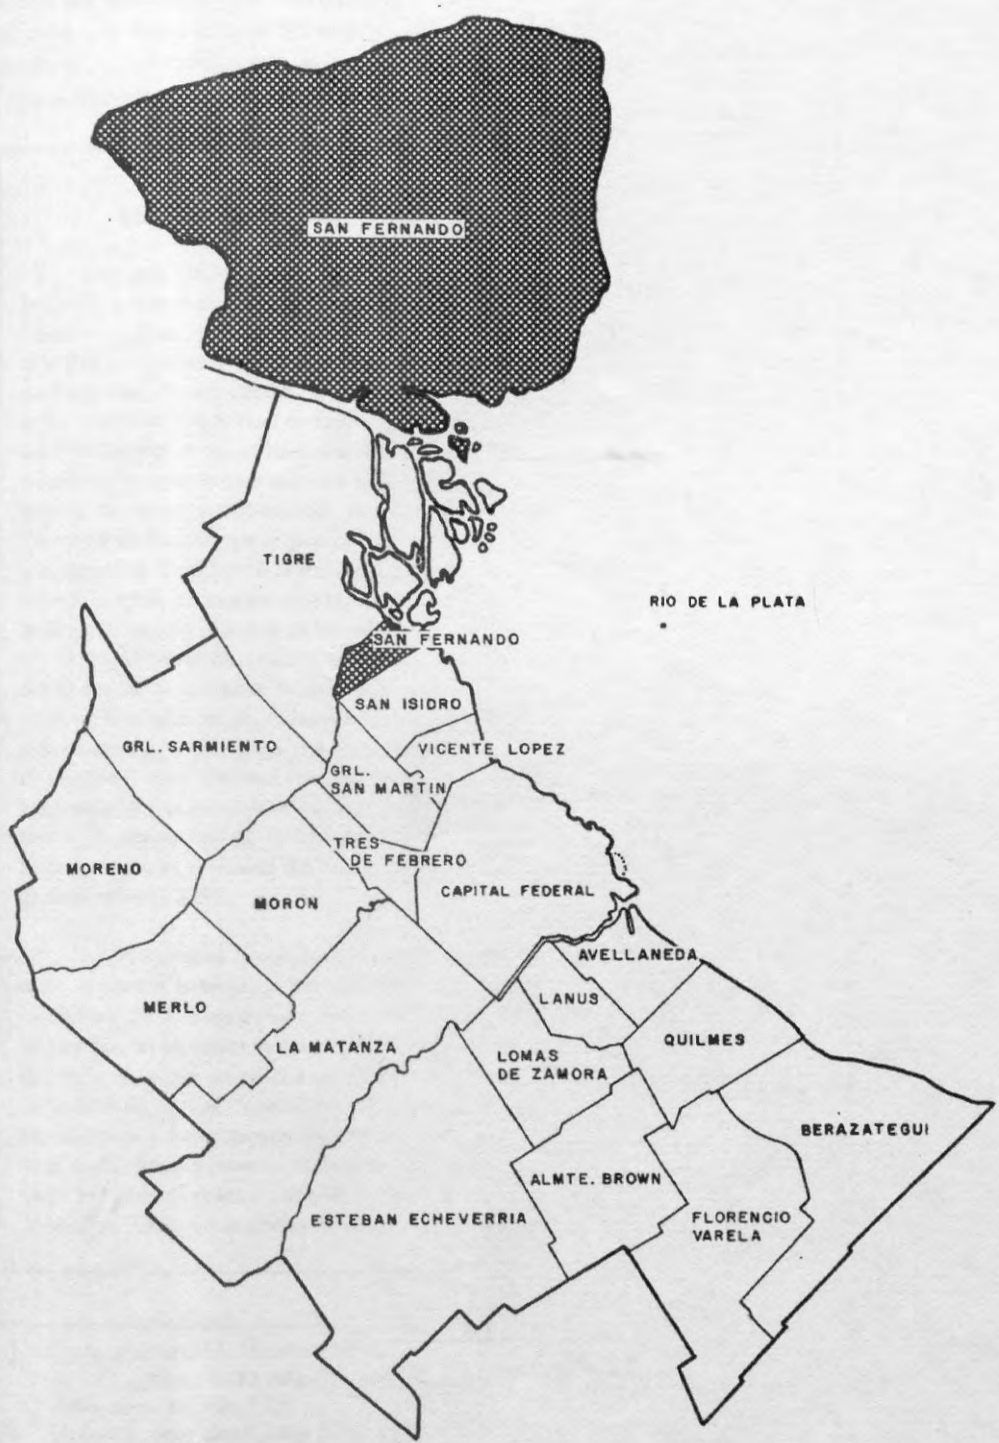 SAN FERNANDO
TIGRE
RIO DE LA PLATA
SAN FERNANDO
SAN ISIDRO
GRL. SARMIENTO
VICENTE LOPEZ
GRL.
SAN MARTIN
TRES
DE FEBRERO
MORENO
CAPITAL FEDERAL
MORON
AVELLANEDA
LANUS
MERLO
QUILMES
LA MATANZA
LOMAS
DE ZAMORA
BERAZATEGUI
ALMTE. BROWN
ESTEBAN ECHEVERRIA
FLORENCIO
VARELA